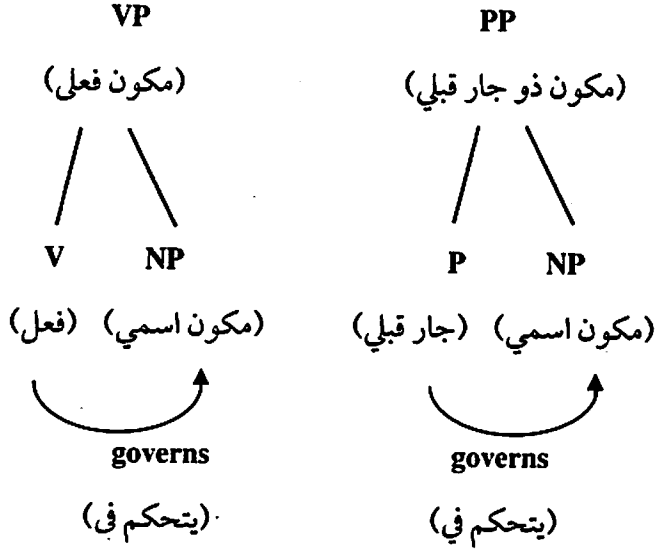 VP PP
(مكون فعلى) (مكون ذو جار قبلي)
V NP P NP
(فعل) (مكون اسمي) (جار قبلي) (مكون اسمي)
governs governs
(يتحكم في) (يتحكم في)